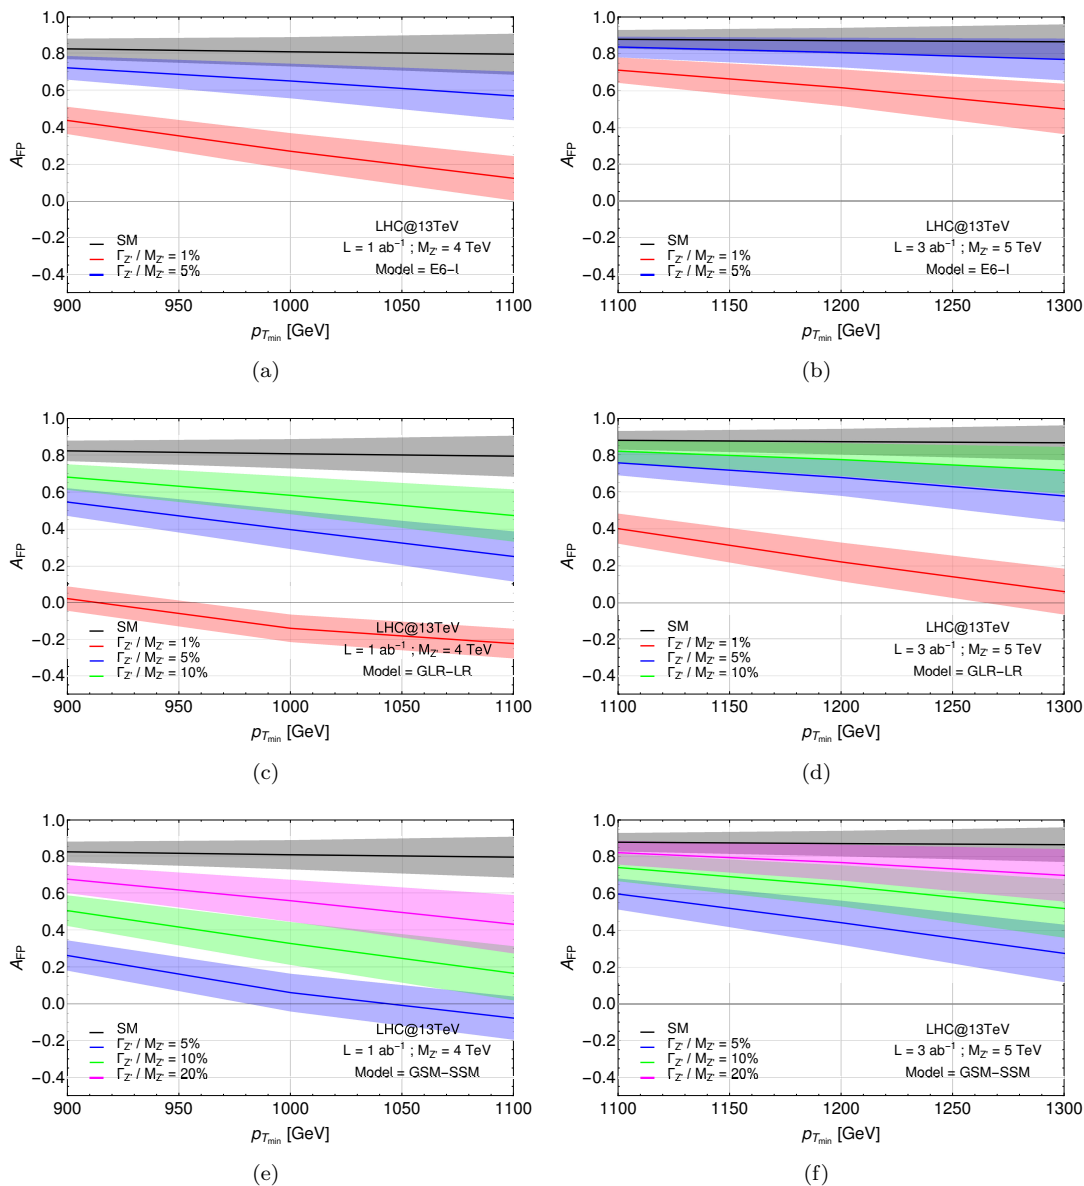 1.0
0.8
0.6
0.4
0.2
0.0
−0.2
−0.4
A_FP
SM
Γ_Z' / M_Z' = 1%
Γ_Z' / M_Z' = 5%
LHC@13TeV
L = 1 ab⁻¹ ; M_Z' = 4 TeV
Model = E6−I
900 950 1000 1050 1100
p_T_min [GeV]
(a)
1.0
0.8
0.6
0.4
0.2
0.0
−0.2
−0.4
A_FP
SM
Γ_Z' / M_Z' = 1%
Γ_Z' / M_Z' = 5%
LHC@13TeV
L = 3 ab⁻¹ ; M_Z' = 5 TeV
Model = E6−I
1100 1150 1200 1250 1300
p_T_min [GeV]
(b)
1.0
0.8
0.6
0.4
0.2
0.0
−0.2
−0.4
A_FP
SM
Γ_Z' / M_Z' = 1%
Γ_Z' / M_Z' = 5%
Γ_Z' / M_Z' = 10%
LHC@13TeV
L = 1 ab⁻¹ ; M_Z' = 4 TeV
Model = GLR−LR
900 950 1000 1050 1100
p_T_min [GeV]
(c)
1.0
0.8
0.6
0.4
0.2
0.0
−0.2
−0.4
A_FP
SM
Γ_Z' / M_Z' = 1%
Γ_Z' / M_Z' = 5%
Γ_Z' / M_Z' = 10%
LHC@13TeV
L = 3 ab⁻¹ ; M_Z' = 5 TeV
Model = GLR−LR
1100 1150 1200 1250 1300
p_T_min [GeV]
(d)
1.0
0.8
0.6
0.4
0.2
0.0
−0.2
−0.4
A_FP
SM
Γ_Z' / M_Z' = 5%
Γ_Z' / M_Z' = 10%
Γ_Z' / M_Z' = 20%
LHC@13TeV
L = 1 ab⁻¹ ; M_Z' = 4 TeV
Model = GSM−SSM
900 950 1000 1050 1100
p_T_min [GeV]
(e)
1.0
0.8
0.6
0.4
0.2
0.0
−0.2
−0.4
A_FP
SM
Γ_Z' / M_Z' = 5%
Γ_Z' / M_Z' = 10%
Γ_Z' / M_Z' = 20%
LHC@13TeV
L = 3 ab⁻¹ ; M_Z' = 5 TeV
Model = GSM−SSM
1100 1150 1200 1250 1300
p_T_min [GeV]
(f)